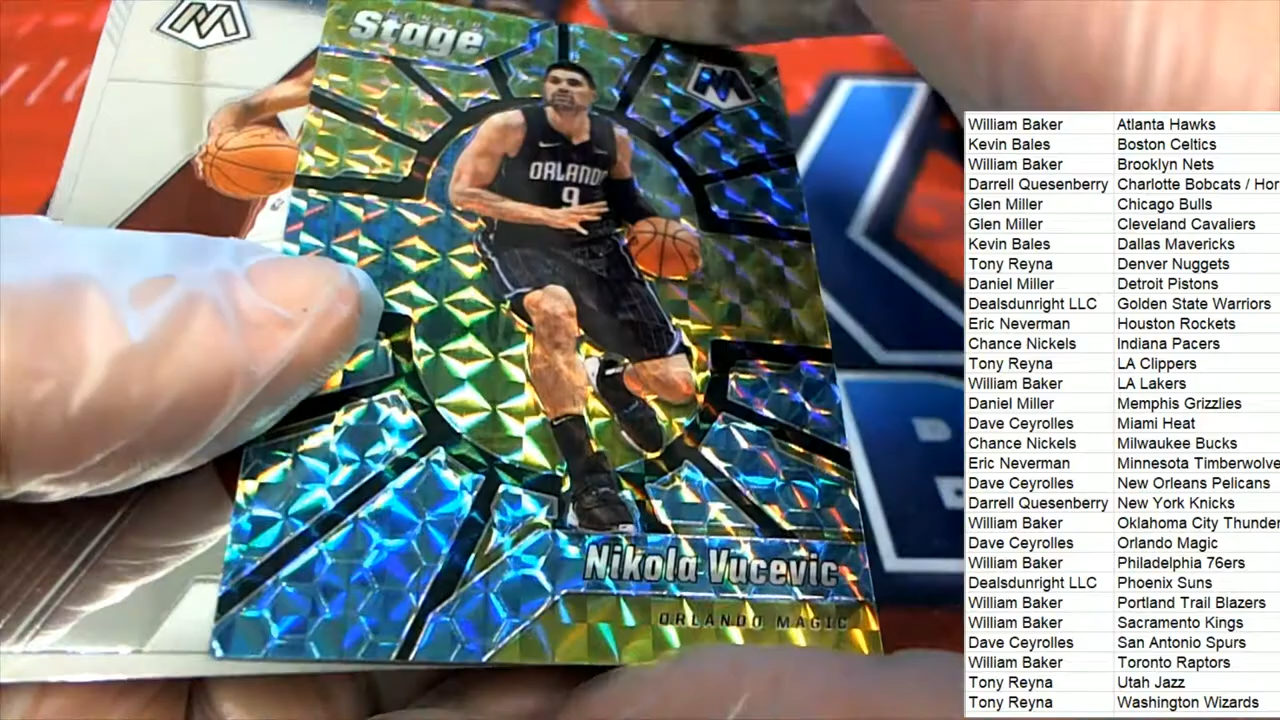 Stage
ORLANDO
9
Nikola Vucevic
ORLANDO MAGIC
William Baker Atlanta Hawks
Kevin Bales Boston Celtics
William Baker Brooklyn Nets
Darrell Quesenberry Charlotte Bobcats / Hor
Glen Miller Chicago Bulls
Glen Miller Cleveland Cavaliers
Kevin Bales Dallas Mavericks
Tony Reyna Denver Nuggets
Daniel Miller Detroit Pistons
Dealsdunright LLC Golden State Warriors
Eric Neverman Houston Rockets
Chance Nickels Indiana Pacers
Tony Reyna LA Clippers
William Baker LA Lakers
Daniel Miller Memphis Grizzlies
Dave Ceyrolles Miami Heat
Chance Nickels Milwaukee Bucks
Eric Neverman Minnesota Timberwolve
Dave Ceyrolles New Orleans Pelicans
Darrell Quesenberry New York Knicks
William Baker Oklahoma City Thunder
Dave Ceyrolles Orlando Magic
William Baker Philadelphia 76ers
Dealsdunright LLC Phoenix Suns
William Baker Portland Trail Blazers
William Baker Sacramento Kings
Dave Ceyrolles San Antonio Spurs
William Baker Toronto Raptors
Tony Reyna Utah Jazz
Tony Reyna Washington Wizards